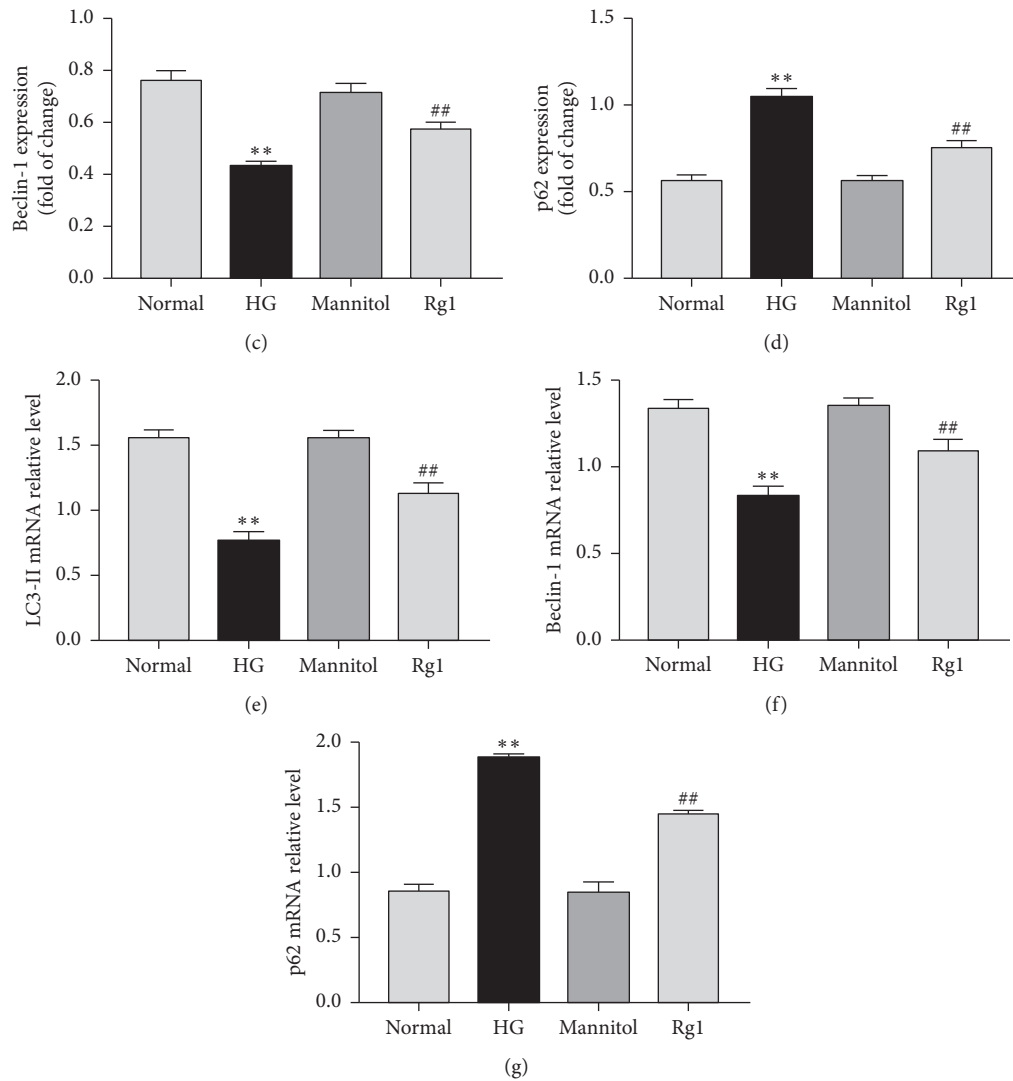 Beclin-1 expression
(fold of change)
1.0
0.8
0.6
0.4
0.2
0.0
**
##
Normal HG Mannitol Rg1
(c)
p62 expression
(fold of change)
1.5
1.0
0.5
0.0
**
##
Normal HG Mannitol Rg1
(d)
LC3-II mRNA relative level
2.0
1.5
1.0
0.5
0.0
**
##
Normal HG Mannitol Rg1
(e)
Beclin-1 mRNA relative level
1.5
1.0
0.5
0.0
**
##
Normal HG Mannitol Rg1
(f)
p62 mRNA relative level
2.0
1.5
1.0
0.5
0.0
**
##
Normal HG Mannitol Rg1
(g)